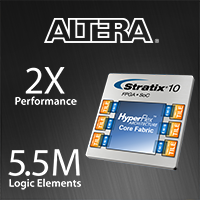 ALTERA
2X
Performance
Stratix 10
FPGA + SoC
HyperFlex
ARCHITECTURE
Core Fabric
5.5M
Logic Elements